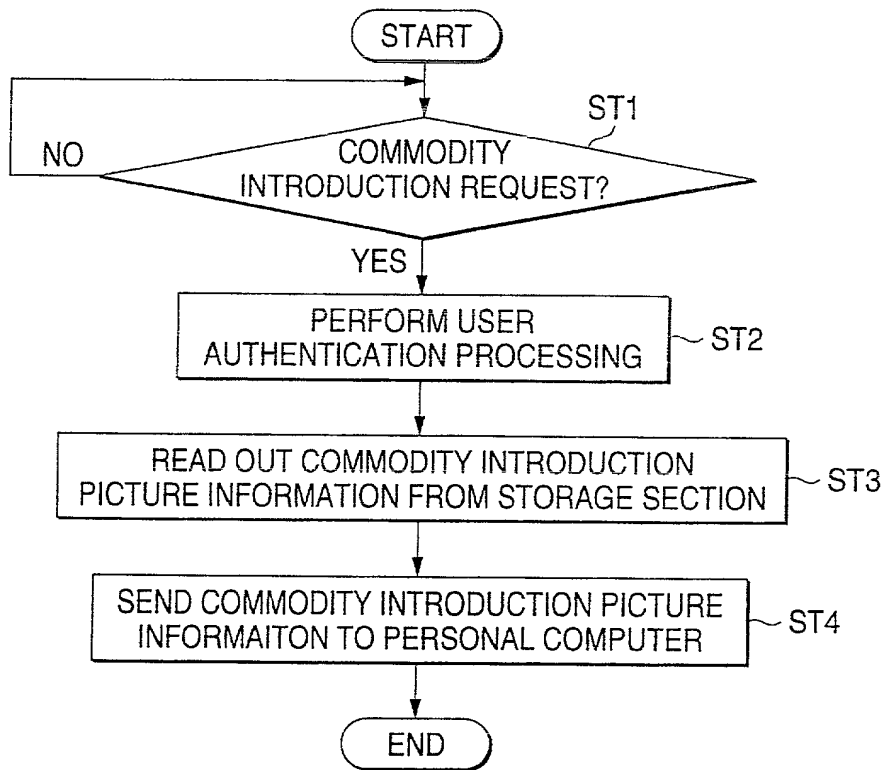 START
ST1
COMMODITY
INTRODUCTION REQUEST?
NO
YES
PERFORM USER
AUTHENTICATION PROCESSING
ST2
READ OUT COMMODITY INTRODUCTION
PICTURE INFORMATION FROM STORAGE SECTION
ST3
SEND COMMODITY INTRODUCTION PICTURE
INFORMAITON TO PERSONAL COMPUTER
ST4
END